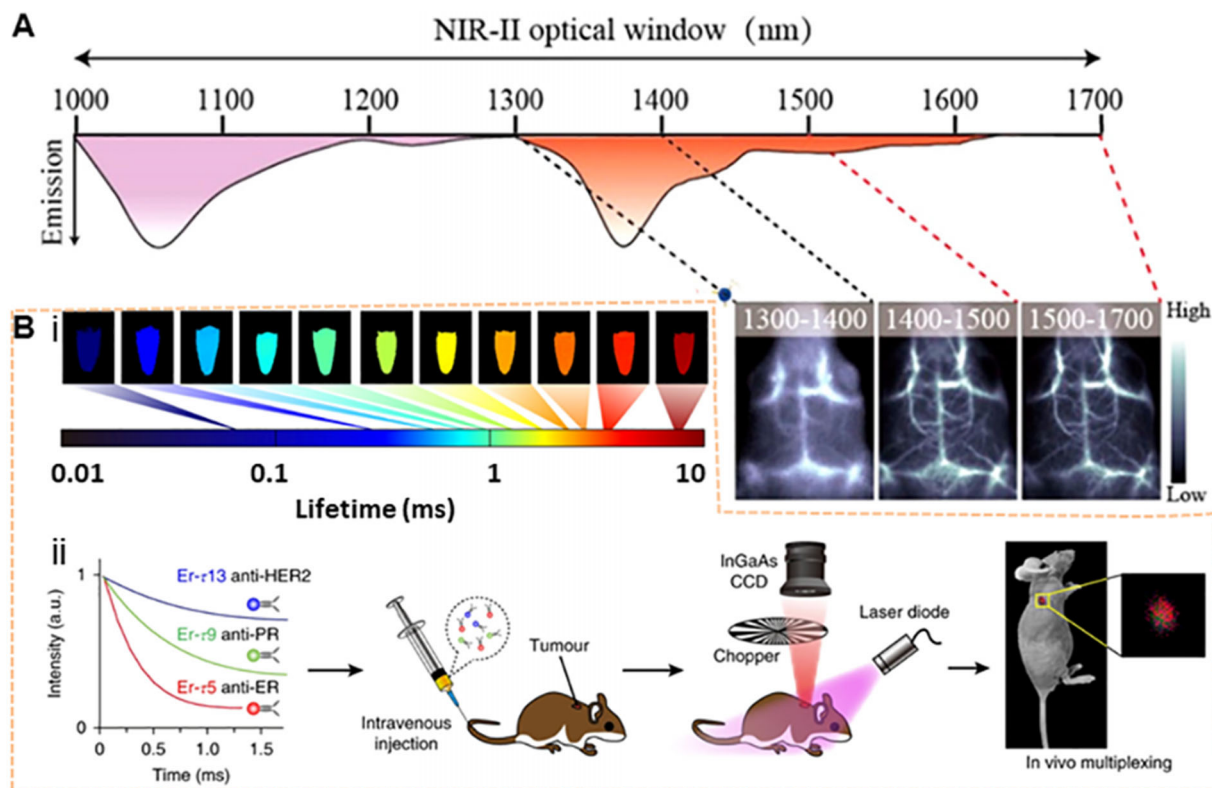 A
NIR-II optical window (nm)
1000 1100 1200 1300 1400 1500 1600 1700
Emission
B
i
1300-1400 1400-1500 1500-1700
High
Low
0.01 0.1 1 10
Lifetime (ms)
ii
1
0
Intensity (a.u.)
Er-τ13 anti-HER2
Er-τ9 anti-PR
Er-τ5 anti-ER
0 0.5 1.0 1.5
Time (ms)
Intravenous
injection
Tumour
InGaAs
CCD
Chopper
Laser diode
In vivo multiplexing